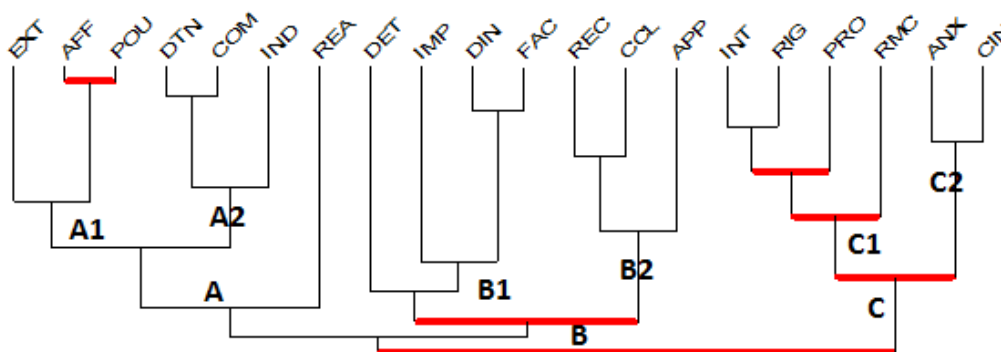 EXT AFF POU DTN COM IND REA DET IMP DIN FAC REC CCL APP INT RIG PRO RMC ANX CIN
A1 A2 C2
C1
B1 B2
A C
B